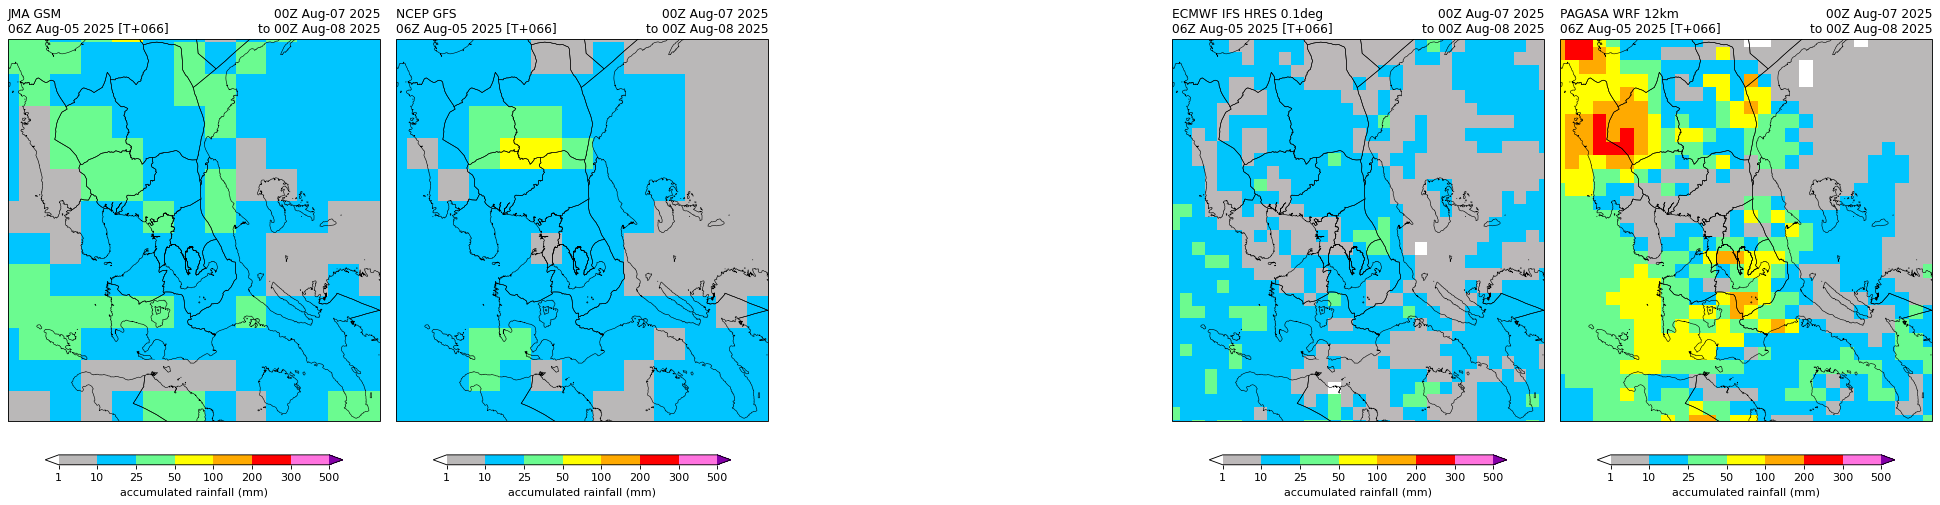 JMA GSM 00Z Aug-07 2025
06Z Aug-05 2025 [T+066] to 00Z Aug-08 2025
1 10 25 50 100 200 300 500
accumulated rainfall (mm)
NCEP GFS 00Z Aug-07 2025
06Z Aug-05 2025 [T+066] to 00Z Aug-08 2025
1 10 25 50 100 200 300 500
accumulated rainfall (mm)
ECMWF IFS HRES 0.1deg 00Z Aug-07 2025
06Z Aug-05 2025 [T+066] to 00Z Aug-08 2025
1 10 25 50 100 200 300 500
accumulated rainfall (mm)
PAGASA WRF 12km 00Z Aug-07 2025
06Z Aug-05 2025 [T+066] to 00Z Aug-08 2025
1 10 25 50 100 200 300 500
accumulated rainfall (mm)